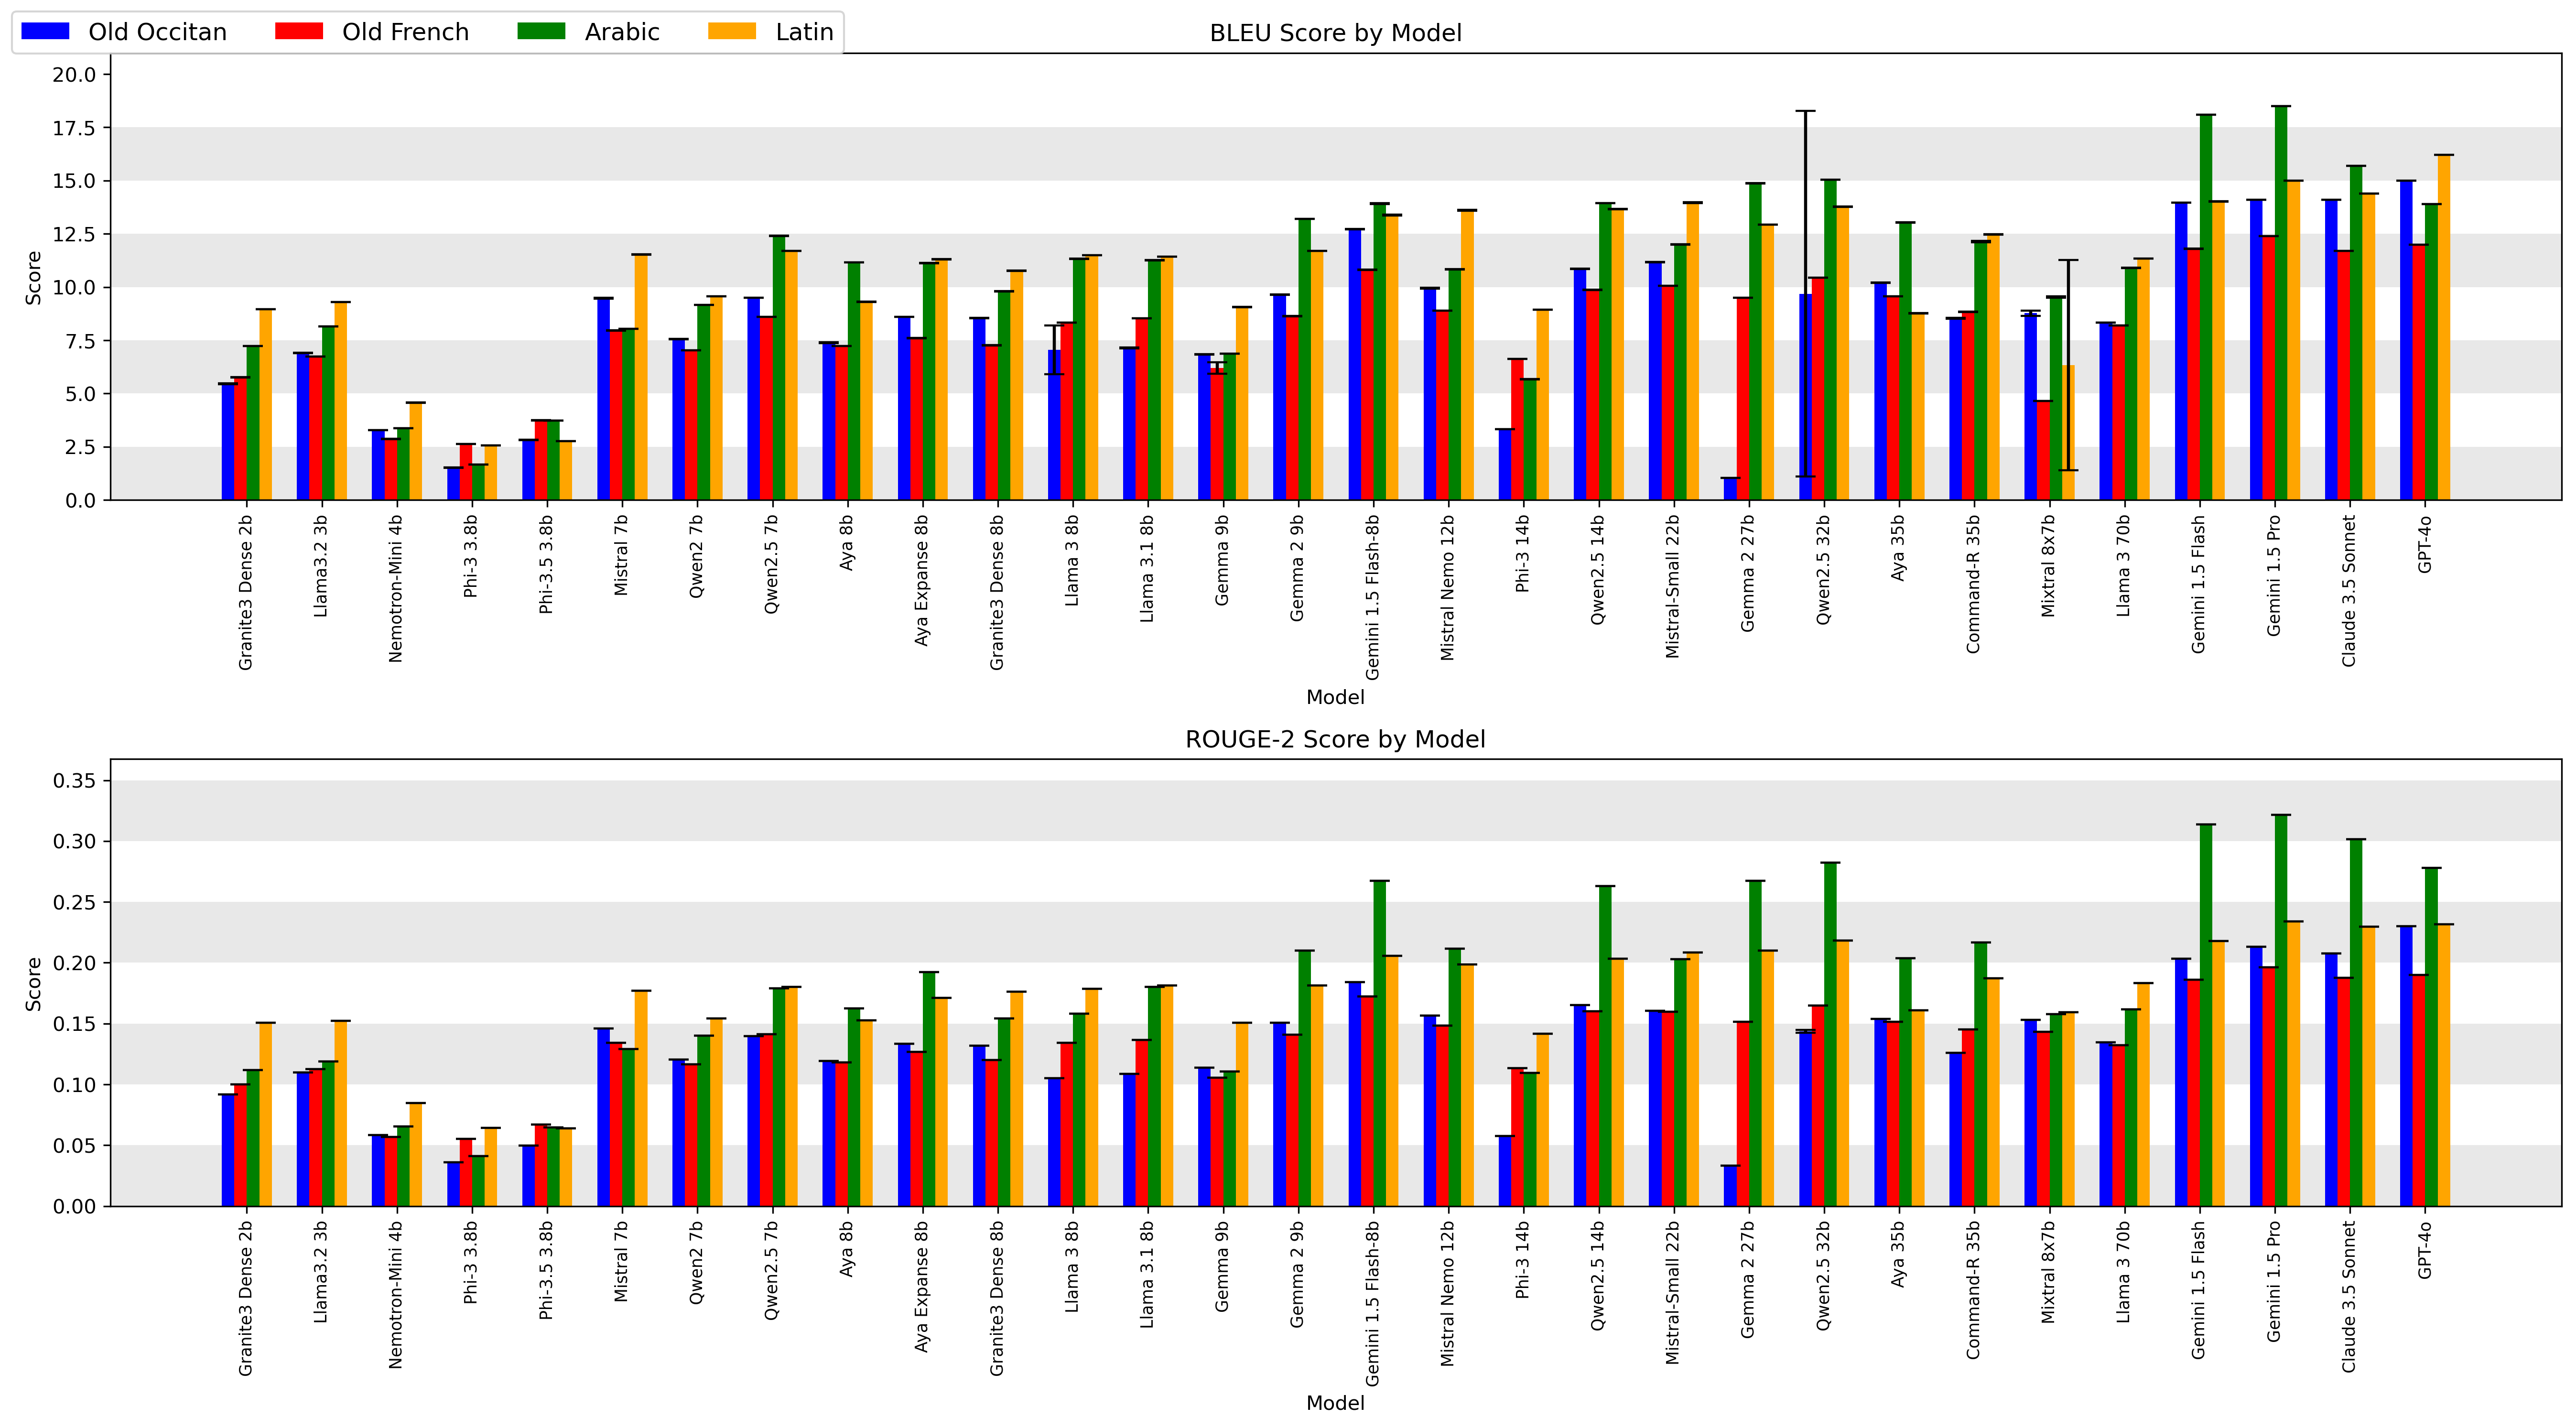 Old Occitan Old French Arabic Latin
BLEU Score by Model
Score
20.0
17.5
15.0
12.5
10.0
7.5
5.0
2.5
0.0
Granite3 Dense 2b
Llama3.2 3b
Nemotron-Mini 4b
Phi-3 3.8b
Phi-3.5 3.8b
Mistral 7b
Qwen2 7b
Qwen2.5 7b
Aya 8b
Aya Expanse 8b
Granite3 Dense 8b
Llama 3 8b
Llama 3.1 8b
Gemma 9b
Gemma 2 9b
Gemini 1.5 Flash-8b
Mistral Nemo 12b
Phi-3 14b
Qwen2.5 14b
Mistral-Small 22b
Gemma 2 27b
Qwen2.5 32b
Aya 35b
Command-R 35b
Mixtral 8x7b
Llama 3 70b
Gemini 1.5 Flash
Gemini 1.5 Pro
Claude 3.5 Sonnet
GPT-4o
Model
ROUGE-2 Score by Model
Score
0.35
0.30
0.25
0.20
0.15
0.10
0.05
0.00
Granite3 Dense 2b
Llama3.2 3b
Nemotron-Mini 4b
Phi-3 3.8b
Phi-3.5 3.8b
Mistral 7b
Qwen2 7b
Qwen2.5 7b
Aya 8b
Aya Expanse 8b
Granite3 Dense 8b
Llama 3 8b
Llama 3.1 8b
Gemma 9b
Gemma 2 9b
Gemini 1.5 Flash-8b
Mistral Nemo 12b
Phi-3 14b
Qwen2.5 14b
Mistral-Small 22b
Gemma 2 27b
Qwen2.5 32b
Aya 35b
Command-R 35b
Mixtral 8x7b
Llama 3 70b
Gemini 1.5 Flash
Gemini 1.5 Pro
Claude 3.5 Sonnet
GPT-4o
Model